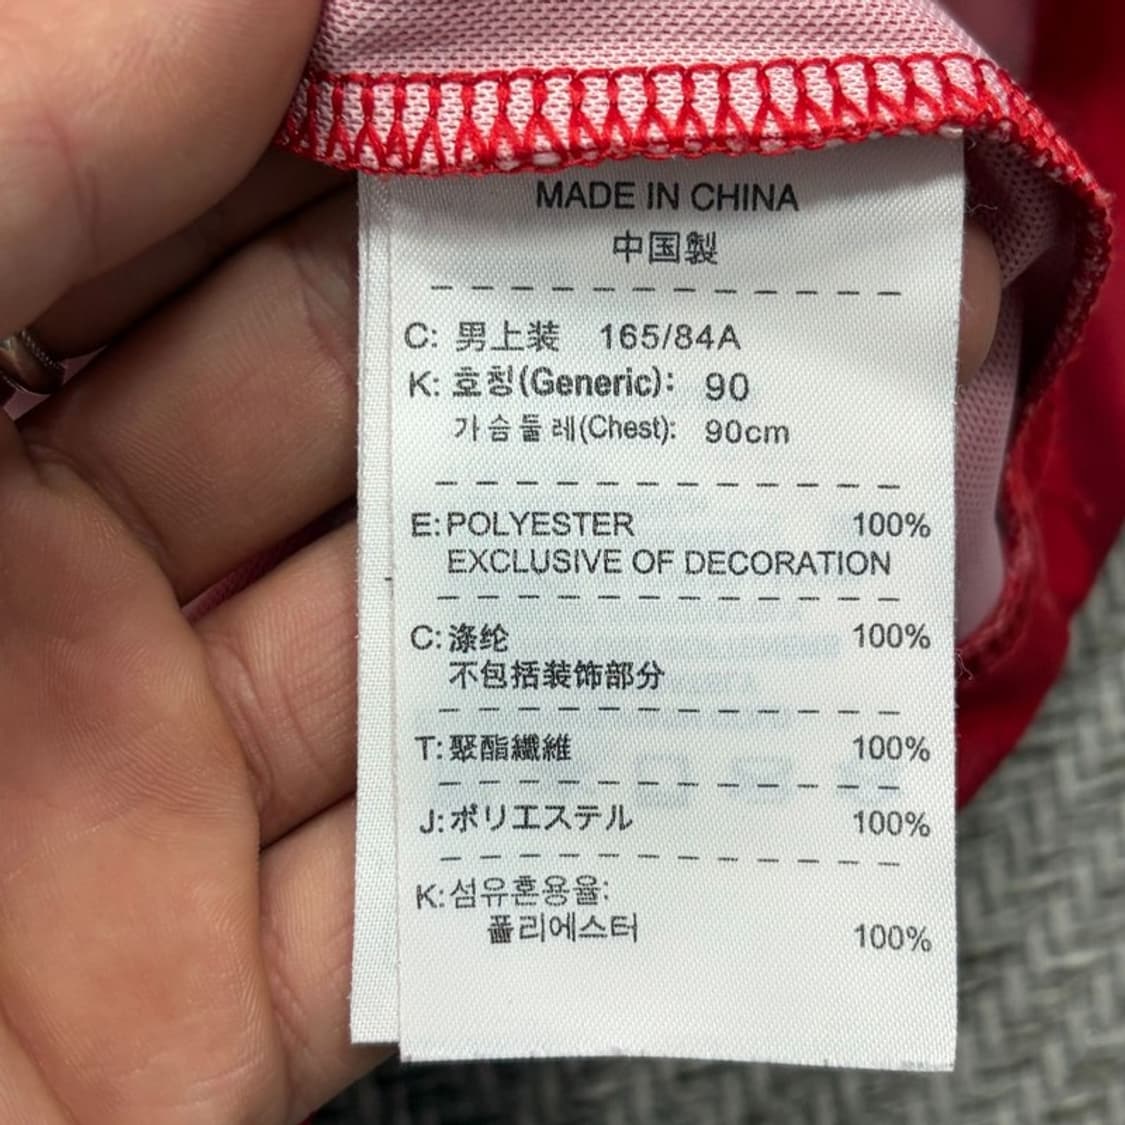 MADE IN CHINA
中国製
C: 男上装 165/84A
K: 호칭(Generic): 90
가슴둘레(Chest): 90cm
E: POLYESTER 100%
EXCLUSIVE OF DECORATION
C: 涤纶 100%
不包括装饰部分
T: 聚酯纖維 100%
J: ポリエステル 100%
K: 섬유혼용율:
폴리에스터 100%